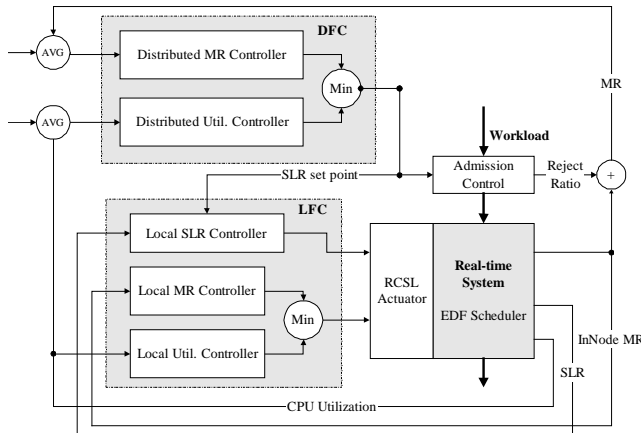 DFC
AVG
Distributed MR Controller
Min
MR
AVG
Distributed Util. Controller
Workload
SLR set point
Admission
Control
Reject
Ratio
+
LFC
Local SLR Controller
RCSL
Actuator
Real-time
System
EDF Scheduler
Local MR Controller
Min
Local Util. Controller
InNode MR
SLR
CPU Utilization